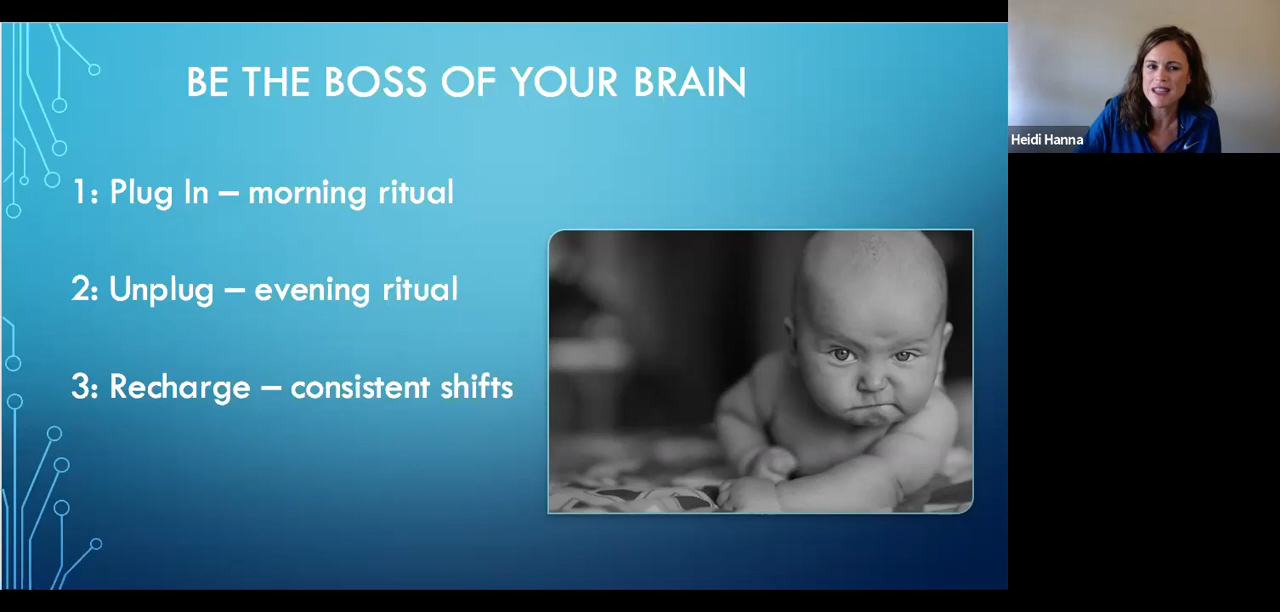 BE THE BOSS OF YOUR BRAIN
1: Plug In – morning ritual
2: Unplug – evening ritual
3: Recharge – consistent shifts
Heidi Hanna